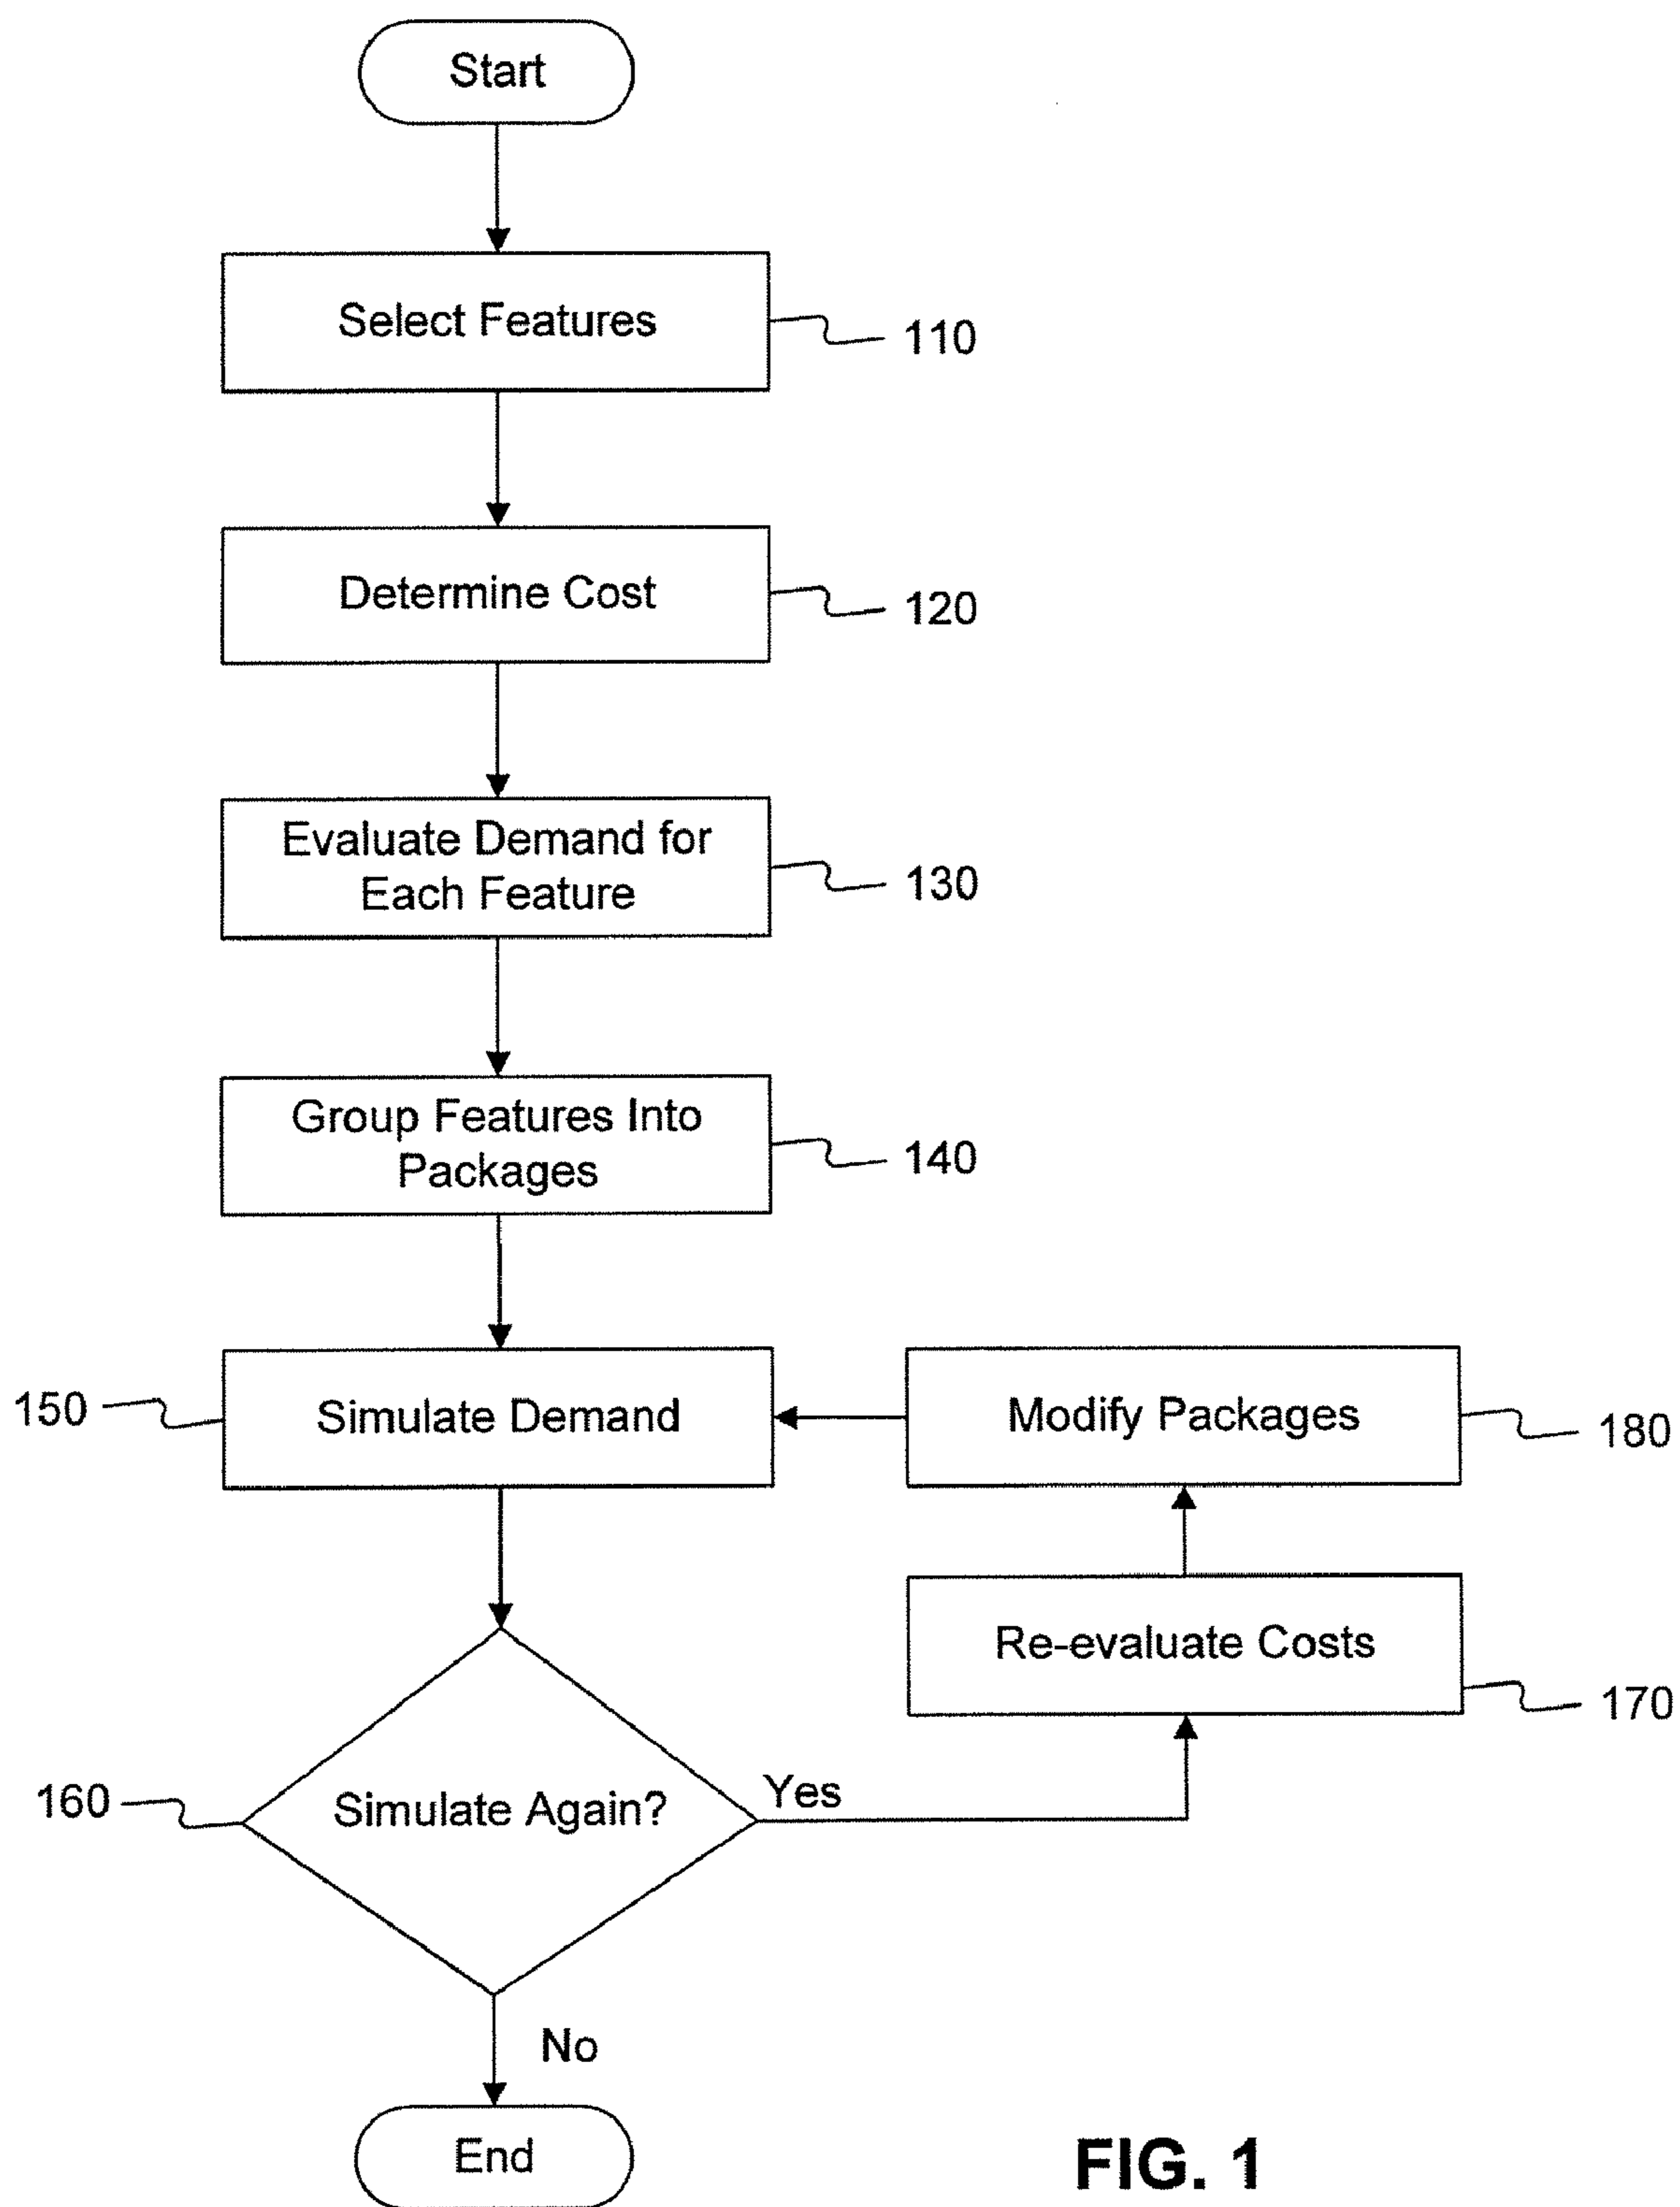 Start
Select Features
110
Determine Cost
120
Evaluate Demand for
Each Feature
130
Group Features Into
Packages
140
150
Simulate Demand
Modify Packages
180
Re-evaluate Costs
170
160
Simulate Again?
Yes
No
End
FIG. 1